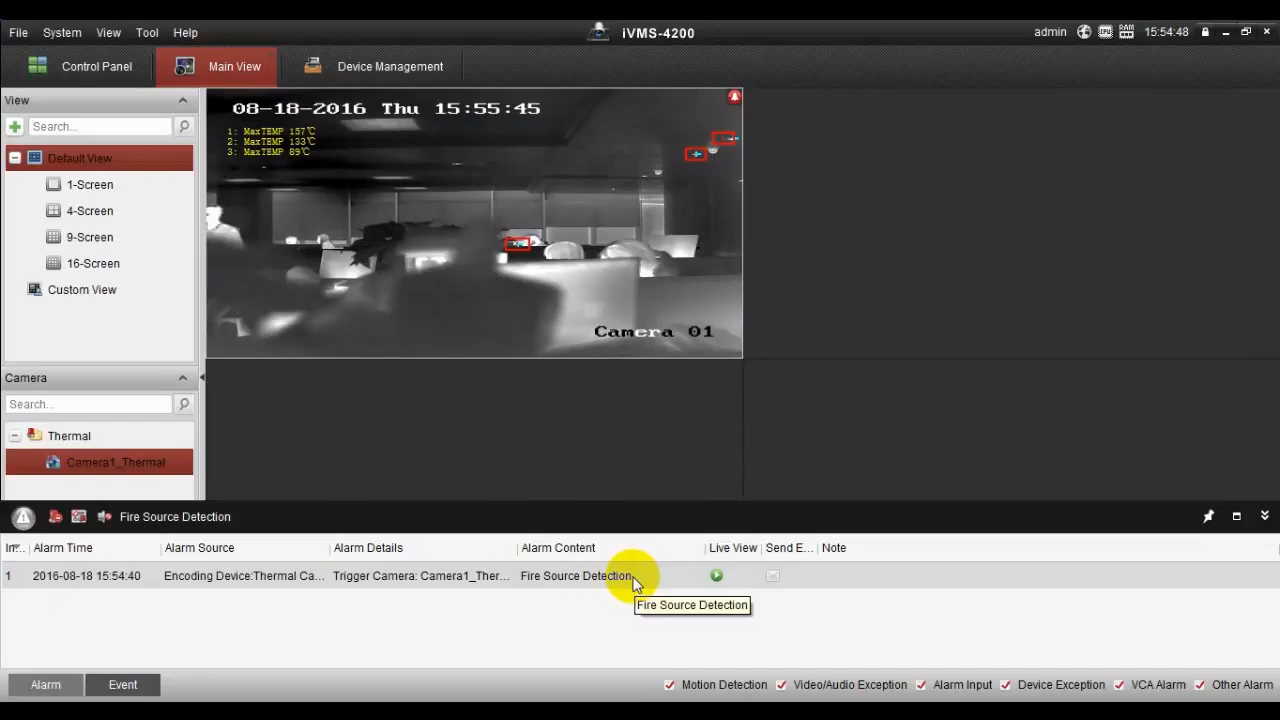 File System View Tool Help
iVMS-4200
admin CPU RAM 15:54:48
Control Panel Main View Device Management
View
Search...
Default View
1-Screen
4-Screen
9-Screen
16-Screen
Custom View
Camera
Search...
Thermal
Camera1_Thermal
08-18-2016 Thu 15:55:45
1: MaxTEMP 157℃
2: MaxTEMP 133℃
3: MaxTEMP 89℃
Camera 01
Fire Source Detection
In... Alarm Time Alarm Source Alarm Details Alarm Content Live View Send E... Note
1 2016-08-18 15:54:40 Encoding Device:Thermal Ca... Trigger Camera: Camera1_Ther... Fire Source Detection
Fire Source Detection
Alarm Event Motion Detection Video/Audio Exception Alarm Input Device Exception VCA Alarm Other Alarm